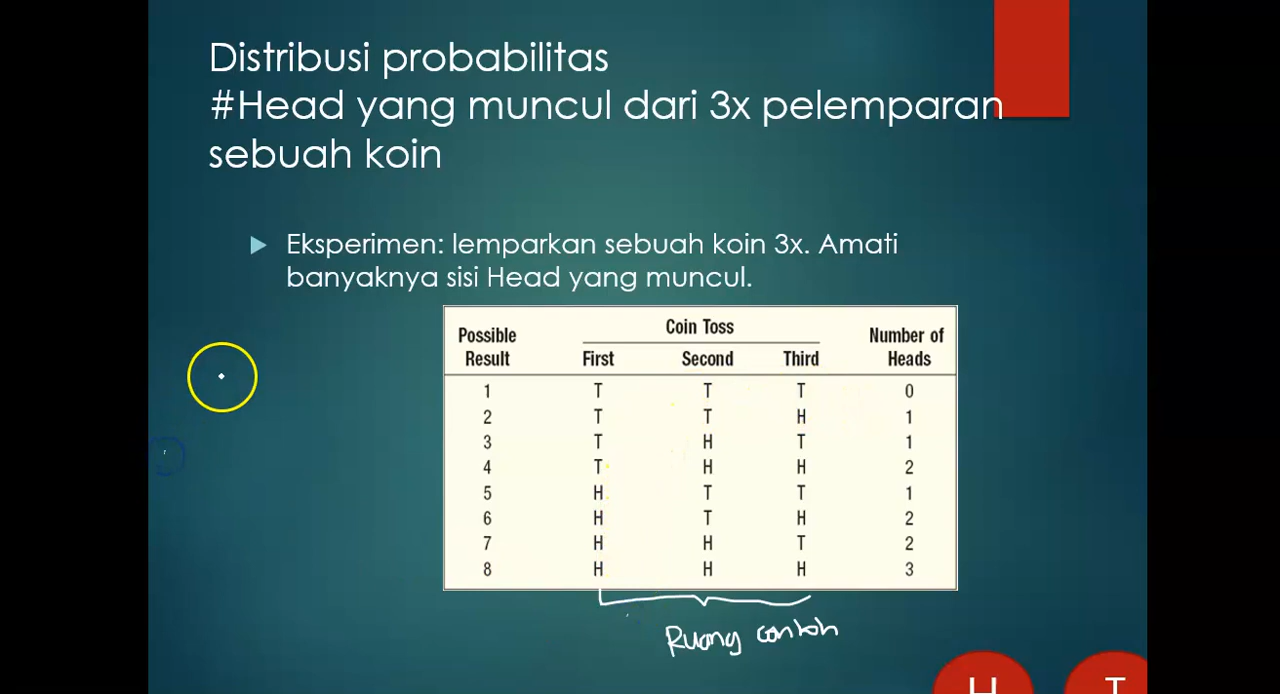 Distribusi probabilitas
#Head yang muncul dari 3x pelemparan
sebuah koin
Eksperimen: lemparkan sebuah koin 3x. Amati
banyaknya sisi Head yang muncul.
Coin Toss
Possible Result First Second Third Number of Heads
1 T T T 0
2 T T H 1
3 T H T 1
4 T H H 2
5 H T T 1
6 H T H 2
7 H H T 2
8 H H H 3
Ruang contoh
H T